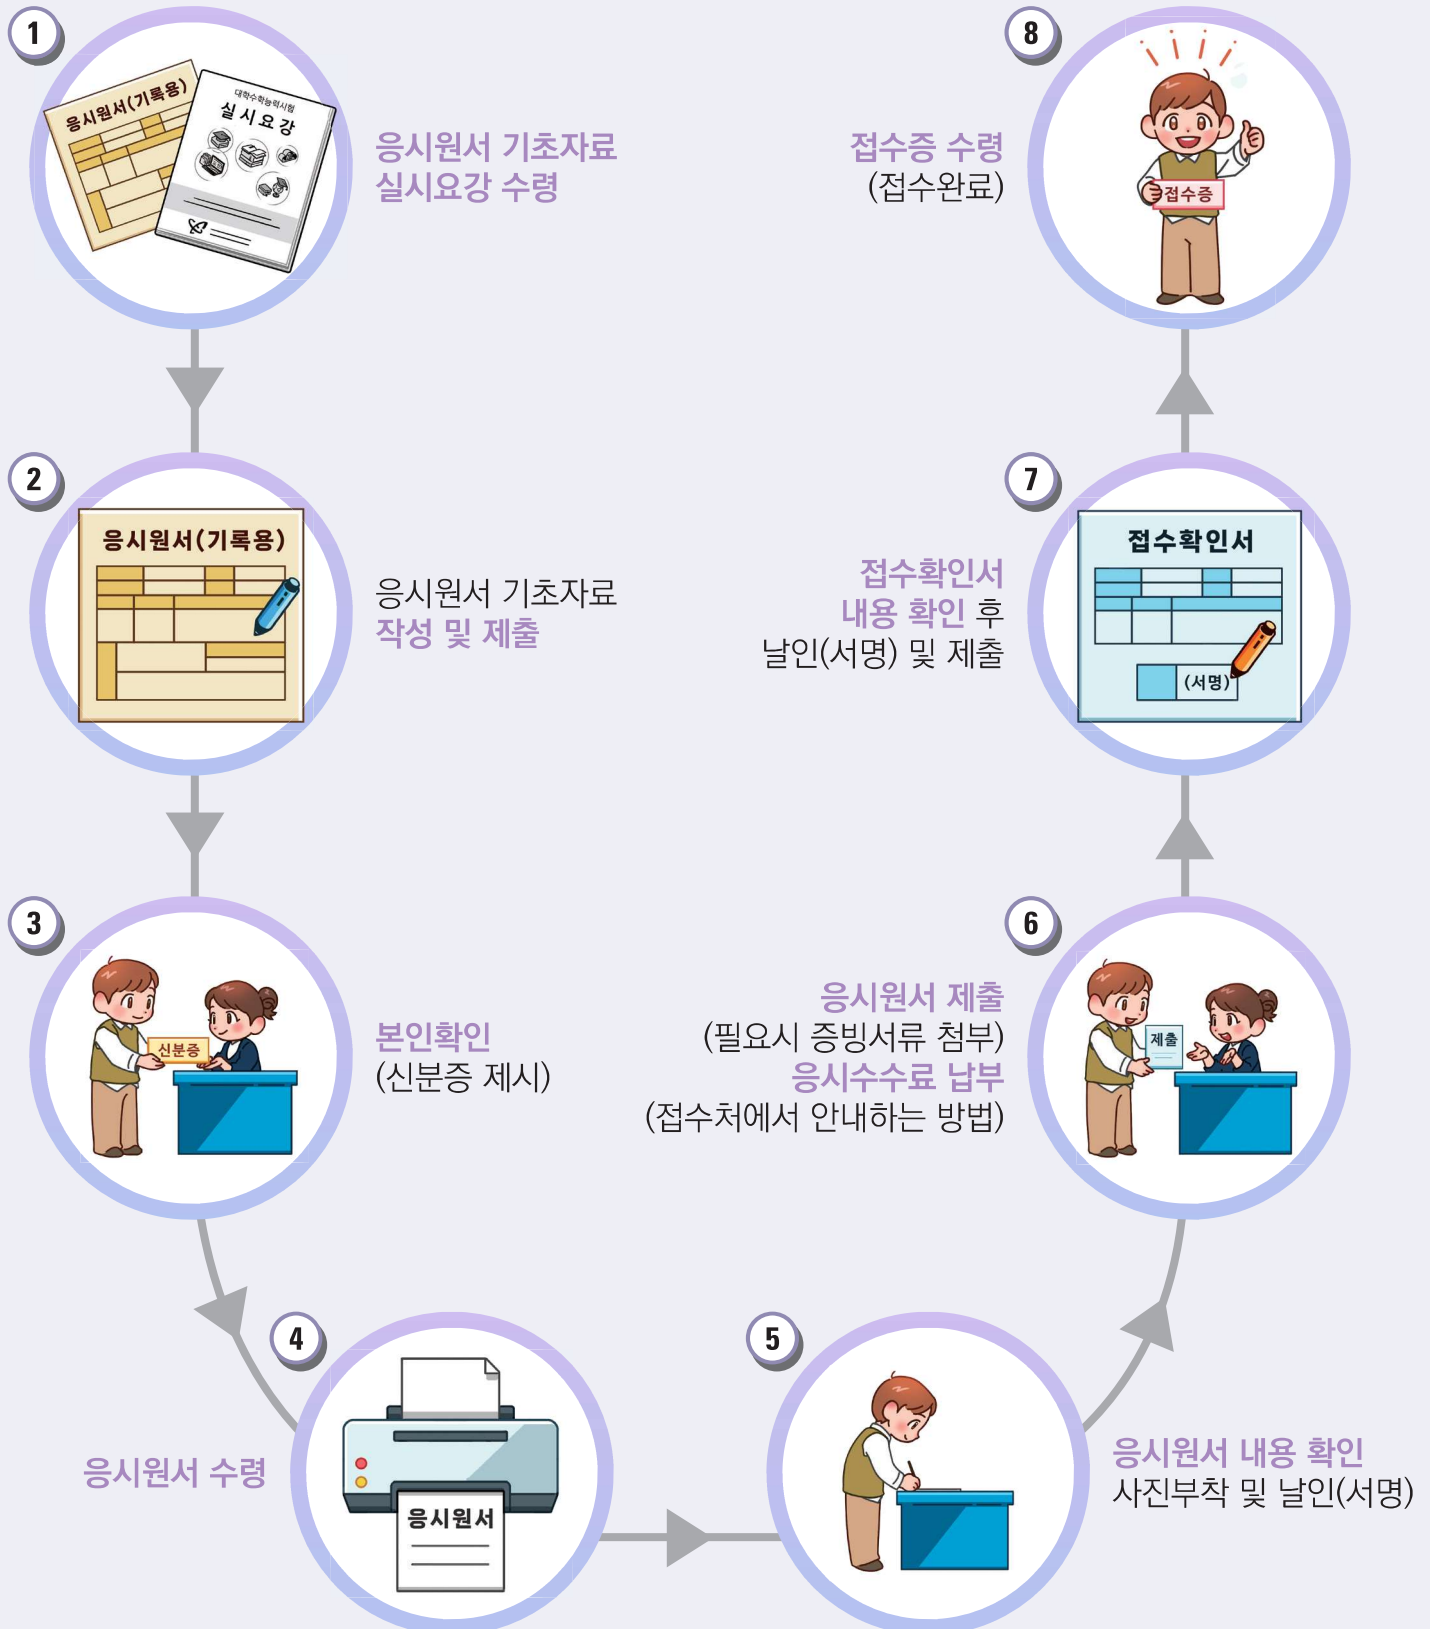 1
응시원서(기록용)
대학수학능력시험
실시요강
응시원서 기초자료
실시요강 수령
2
응시원서(기록용)
응시원서 기초자료
작성 및 제출
3
신분증
본인확인
(신분증 제시)
4
응시원서
응시원서 수령
5
응시원서 내용 확인
사진부착 및 날인(서명)
6
제출
응시원서 제출
(필요시 증빙서류 첨부)
응시수수료 납부
(접수처에서 안내하는 방법)
7
접수확인서
(서명)
접수확인서
내용 확인 후
날인(서명) 및 제출
8
접수증
접수증 수령
(접수완료)